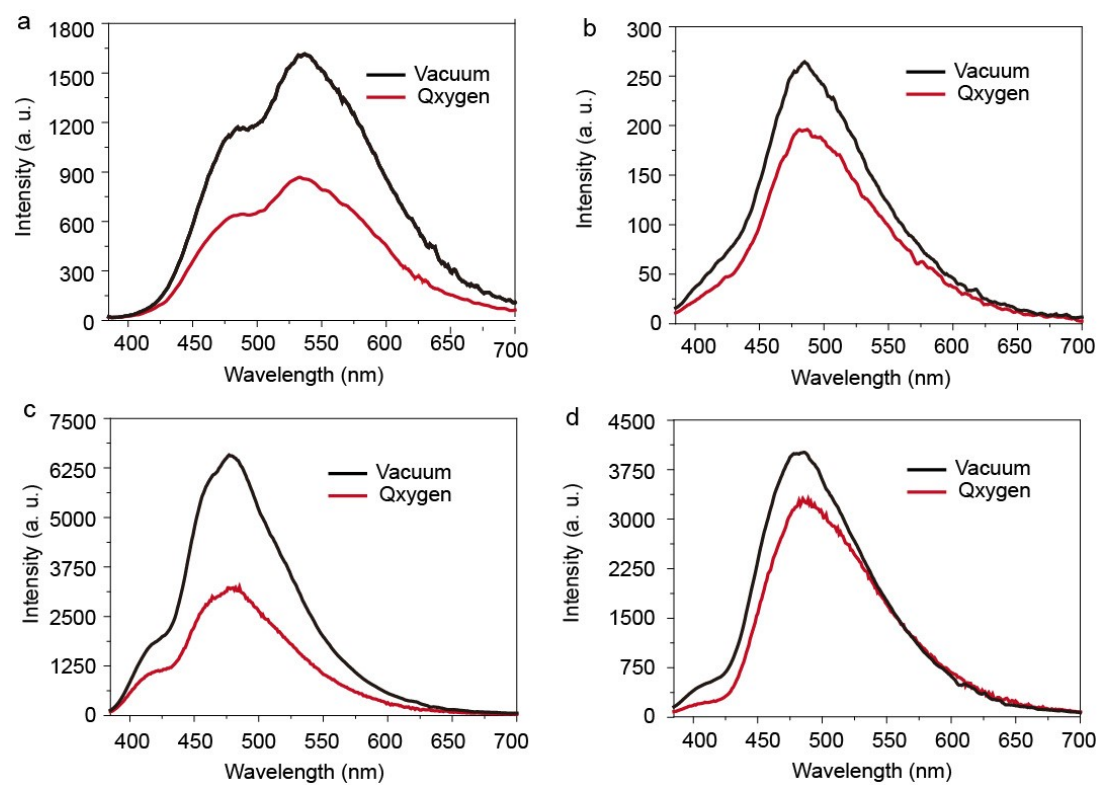 a
1800
1500
1200
900
600
300
0
Intensity (a. u.)
Vacuum
Qxygen
400 450 500 550 600 650 700
Wavelength (nm)
b
300
250
200
150
100
50
0
Intensity (a. u.)
Vacuum
Qxygen
400 450 500 550 600 650 700
Wavelength (nm)
c
7500
6250
5000
3750
2500
1250
0
Intensity (a. u.)
Vacuum
Qxygen
400 450 500 550 600 650 700
Wavelength (nm)
d
4500
3750
3000
2250
1500
750
0
Intensity (a. u.)
Vacuum
Qxygen
400 450 500 550 600 650 700
Wavelength (nm)